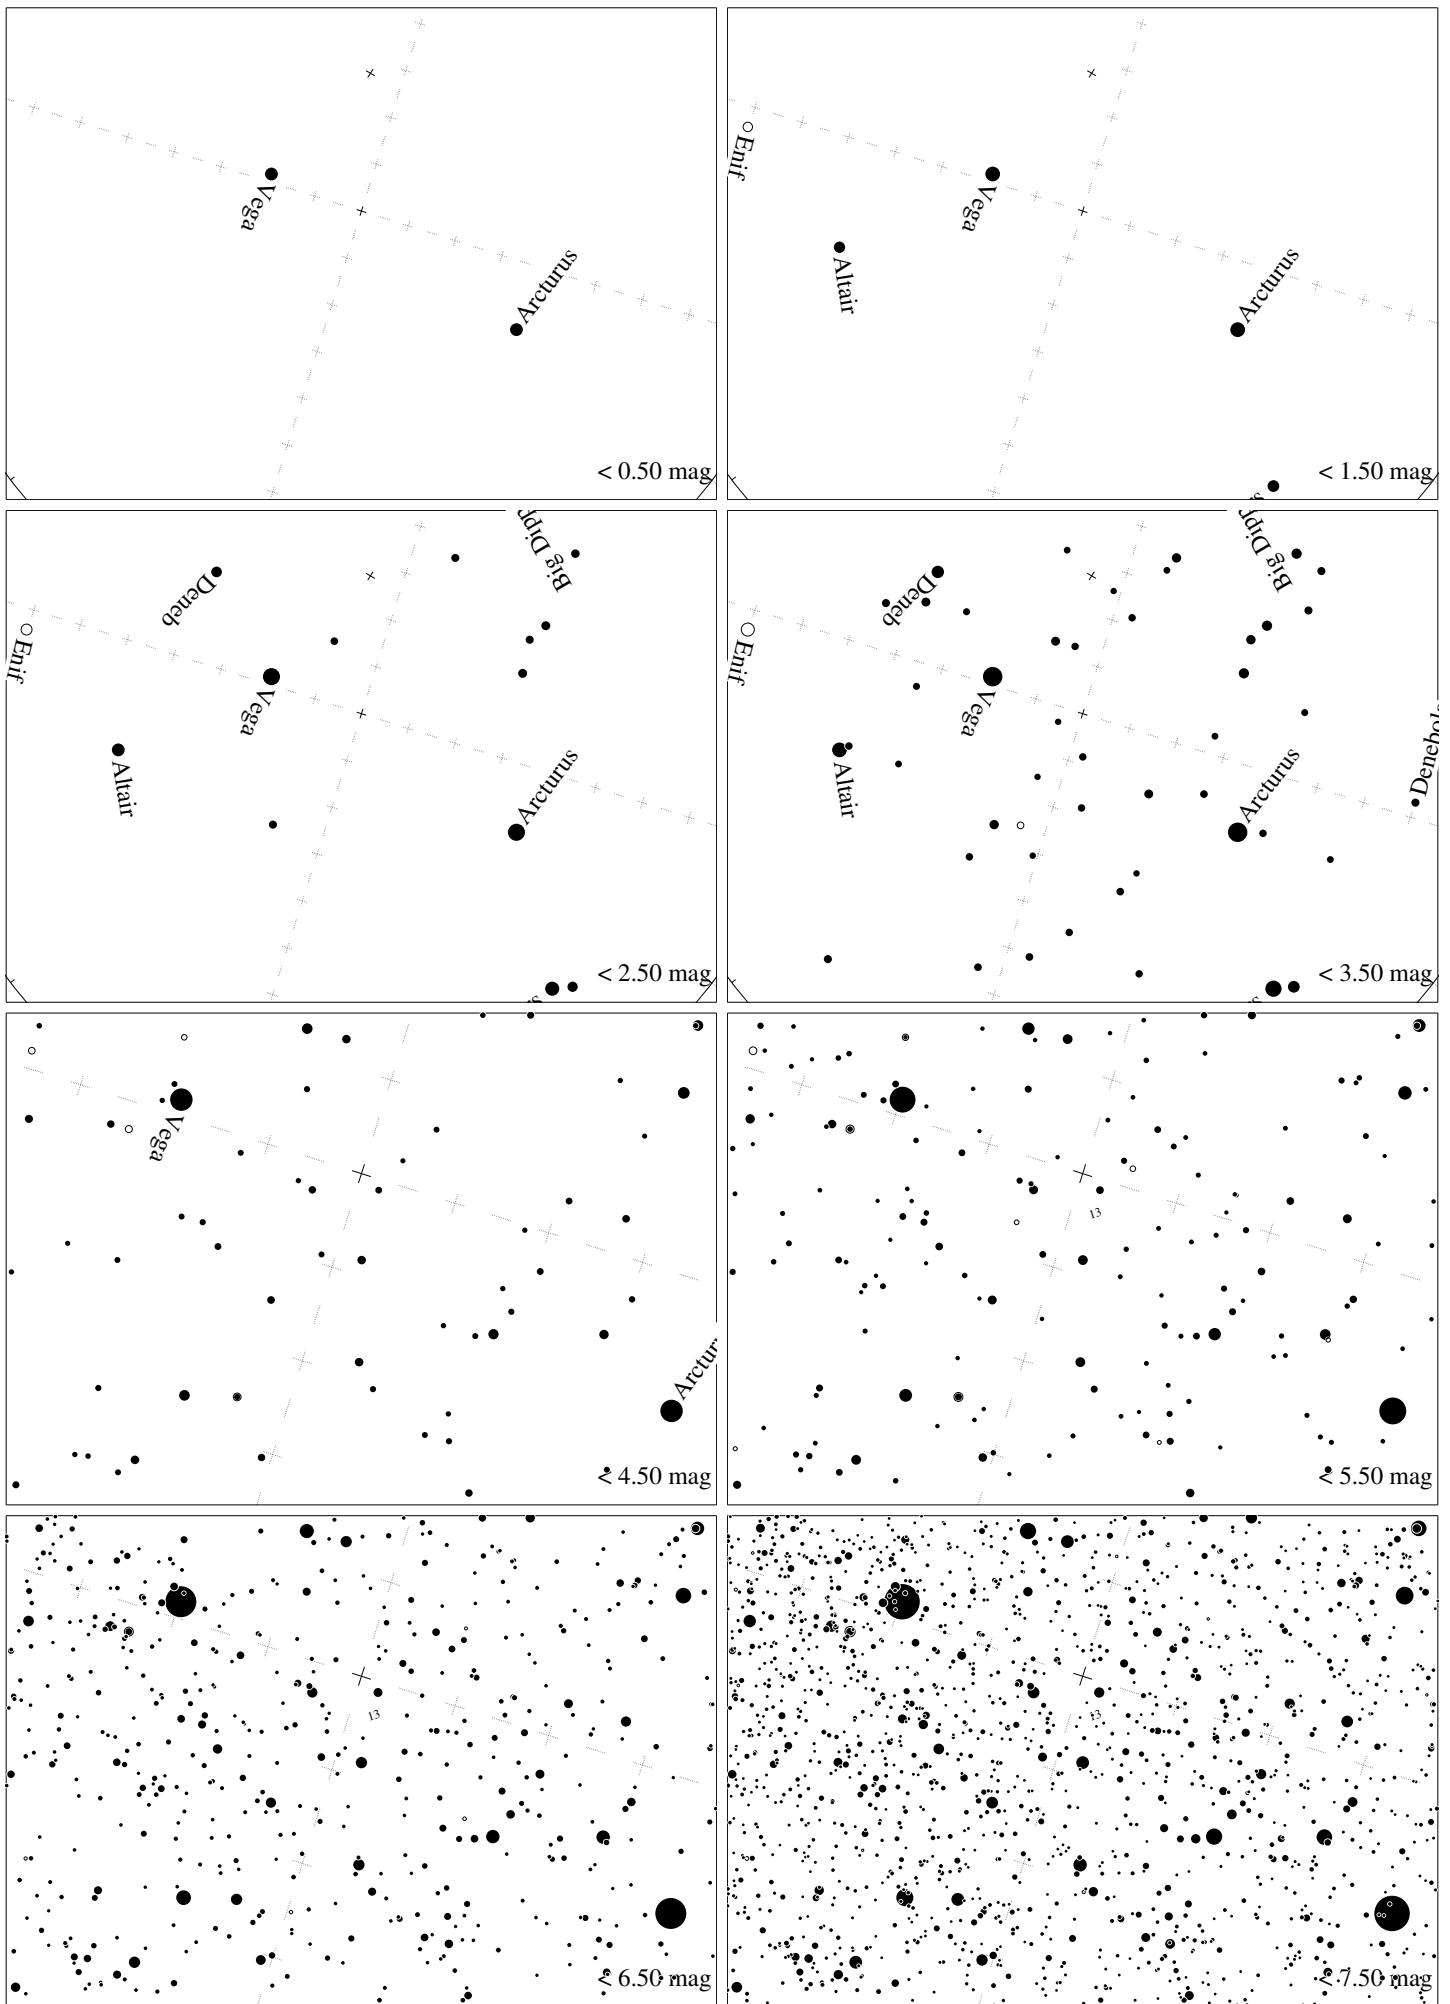 Vega
Arcturus
< 0.50 mag
Enif
Vega
Altair
Arcturus
s
< 1.50 mag
Big Dipp
Deneb
Enif
Vega
Altair
Arcturus
s
< 2.50 mag
Big Dipp
Deneb
Enif
Vega
Altair
Arcturus
Denebol
s
< 3.50 mag
Vega
Arctur
< 4.50 mag
13
< 5.50 mag
13
< 6.50 mag
13
< 7.50 mag